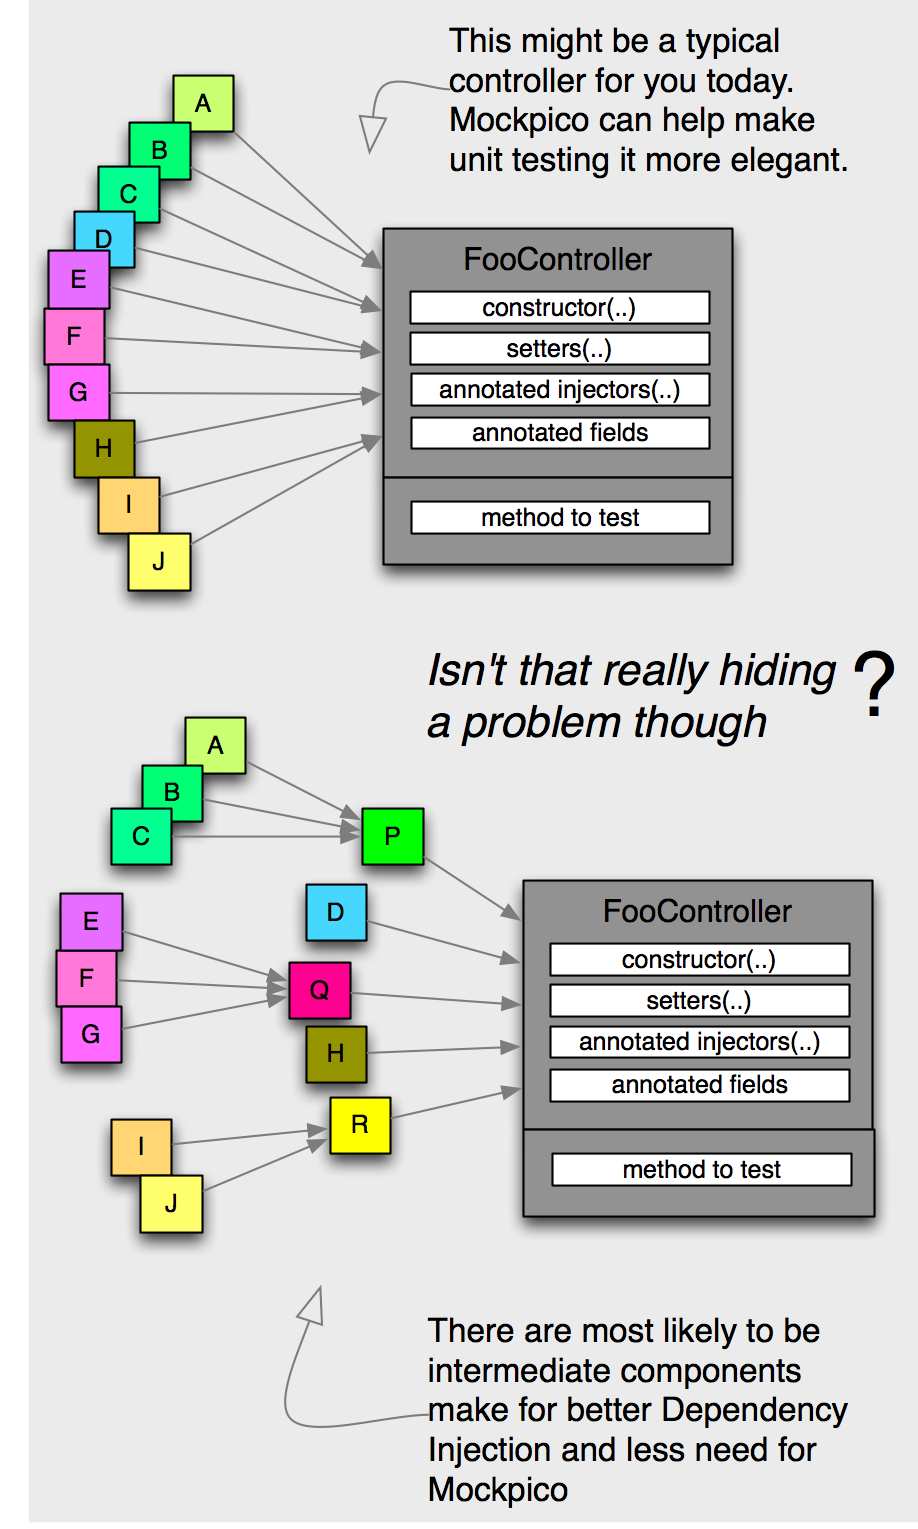 This might be a typical
controller for you today.
Mockpico can help make
unit testing it more elegant.
A
B
C
D
E
F
G
H
I
J
FooController
constructor(..)
setters(..)
annotated injectors(..)
annotated fields
method to test
Isn't that really hiding
a problem though
?
A
B
C
P
D
E
F
G
Q
H
R
I
J
FooController
constructor(..)
setters(..)
annotated injectors(..)
annotated fields
method to test
There are most likely to be
intermediate components
make for better Dependency
Injection and less need for
Mockpico